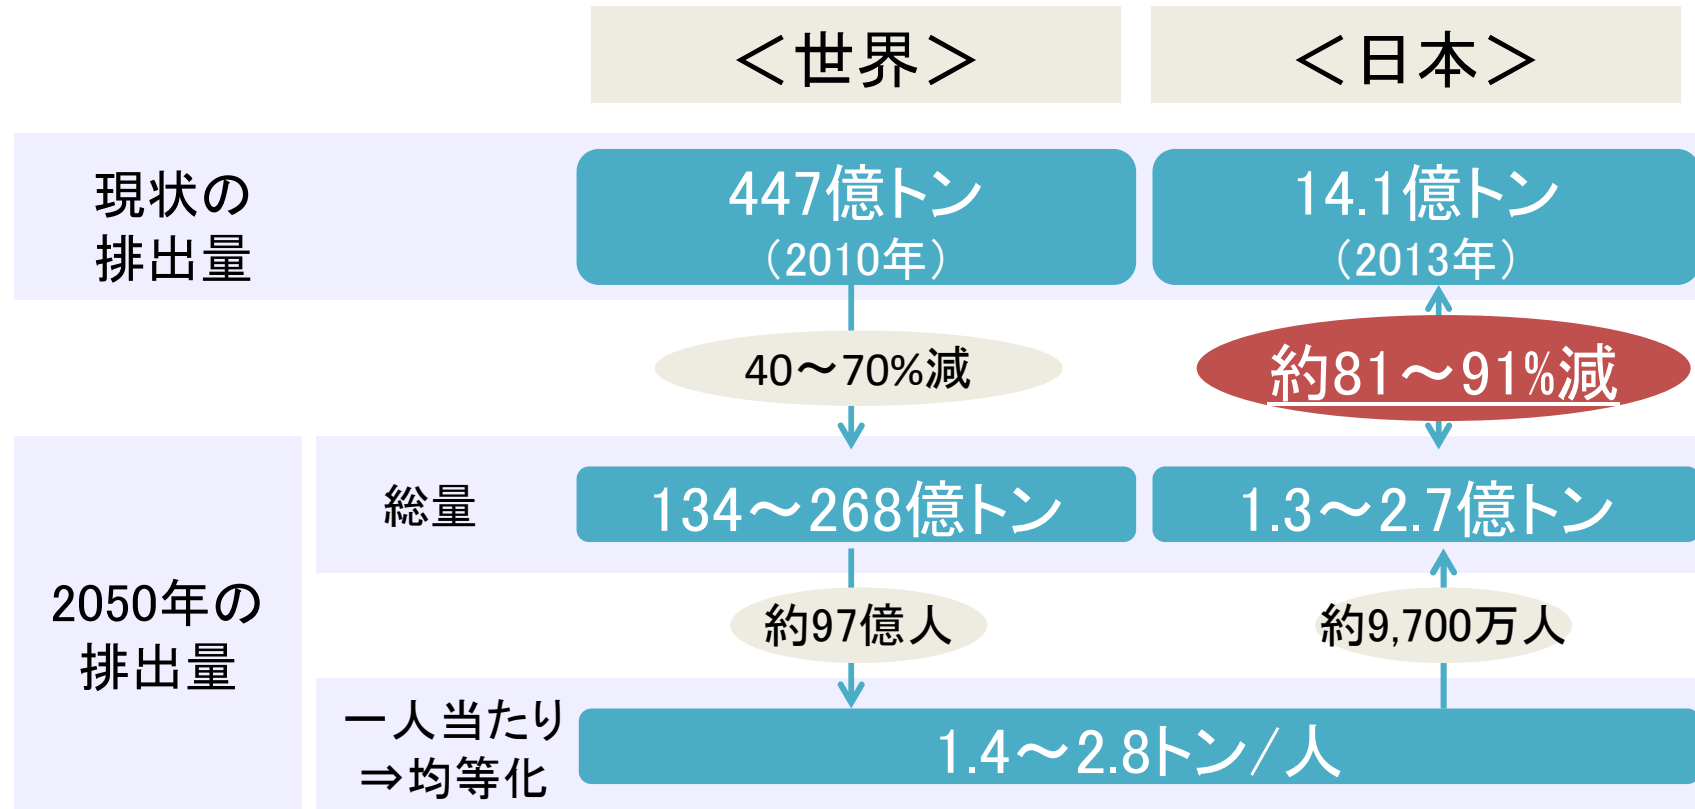 ＜世界＞
＜日本＞
現状の
排出量
447億トン
（2010年）
14.1億トン
（2013年）
40～70%減
約81～91%減
2050年の
排出量
総量
134～268億トン
1.3～2.7億トン
約97億人
約9,700万人
一人当たり
⇒均等化
1.4～2.8トン/人